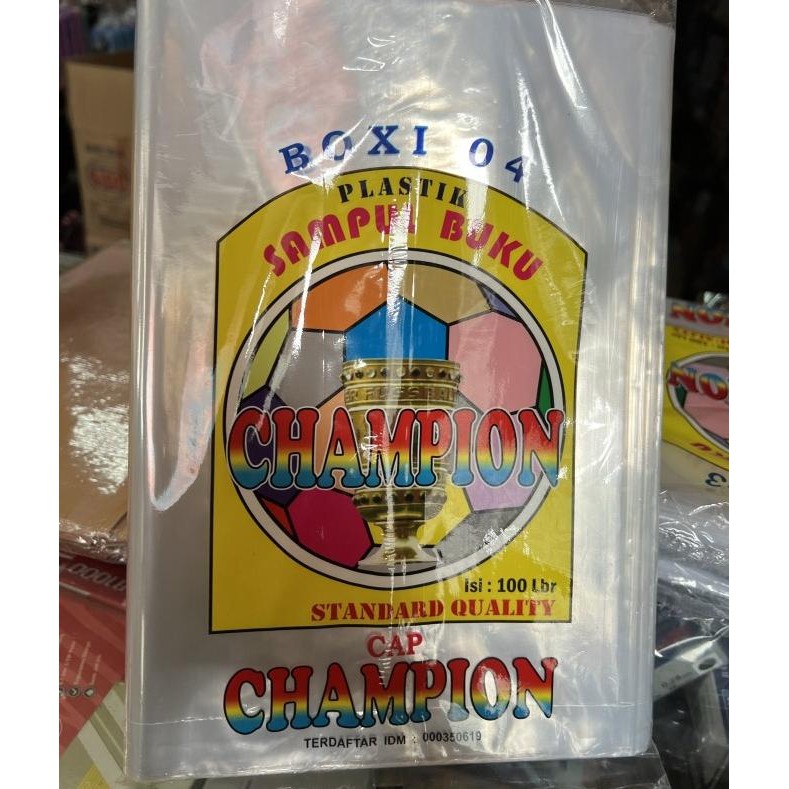 BOXI 04
PLASTIK
SAMPUL BUKU
CHAMPION
Isi : 100 Lbr
STANDARD QUALITY
CAP
CHAMPION
TERDAFTAR IDM : 000350619